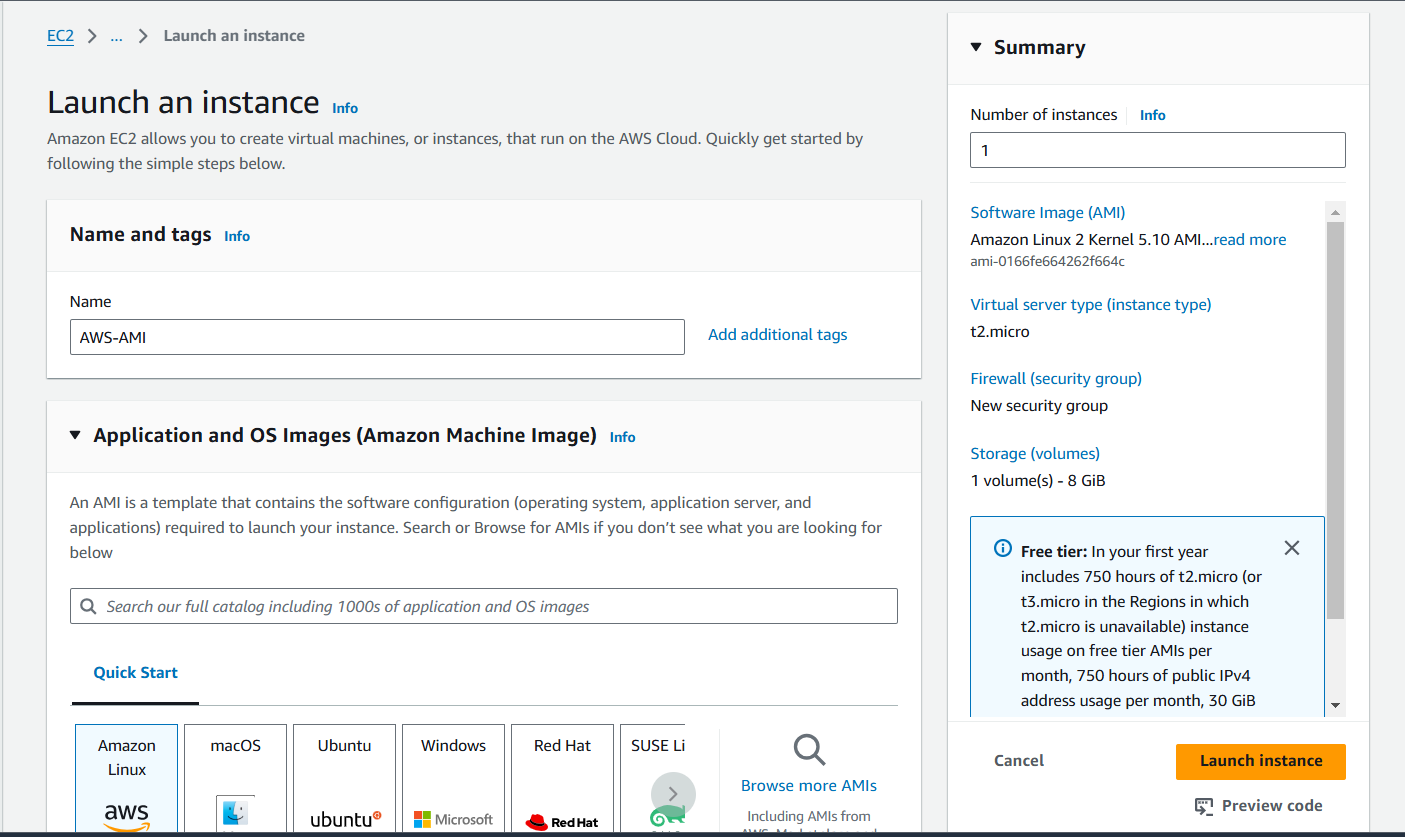 EC2 > ... > Launch an instance
Launch an instance Info
Amazon EC2 allows you to create virtual machines, or instances, that run on the AWS Cloud. Quickly get started by
following the simple steps below.
Name and tags Info
Name
AWS-AMI
Add additional tags
Application and OS Images (Amazon Machine Image) Info
An AMI is a template that contains the software configuration (operating system, application server, and
applications) required to launch your instance. Search or Browse for AMIs if you don't see what you are looking for
below
Search our full catalog including 1000s of application and OS images
Quick Start
Amazon
Linux
aws
macOS
Ubuntu
ubuntu
Windows
Microsoft
Red Hat
Red Hat
SUSE Li
Browse more AMIs
Including AMIs from
Summary
Number of instances Info
1
Software Image (AMI)
Amazon Linux 2 Kernel 5.10 AMI...read more
ami-0166fe664262f664c
Virtual server type (instance type)
t2.micro
Firewall (security group)
New security group
Storage (volumes)
1 volume(s) - 8 GiB
Free tier: In your first year
includes 750 hours of t2.micro (or
t3.micro in the Regions in which
t2.micro is unavailable) instance
usage on free tier AMIs per
month, 750 hours of public IPv4
address usage per month, 30 GiB
Cancel
Launch instance
Preview code